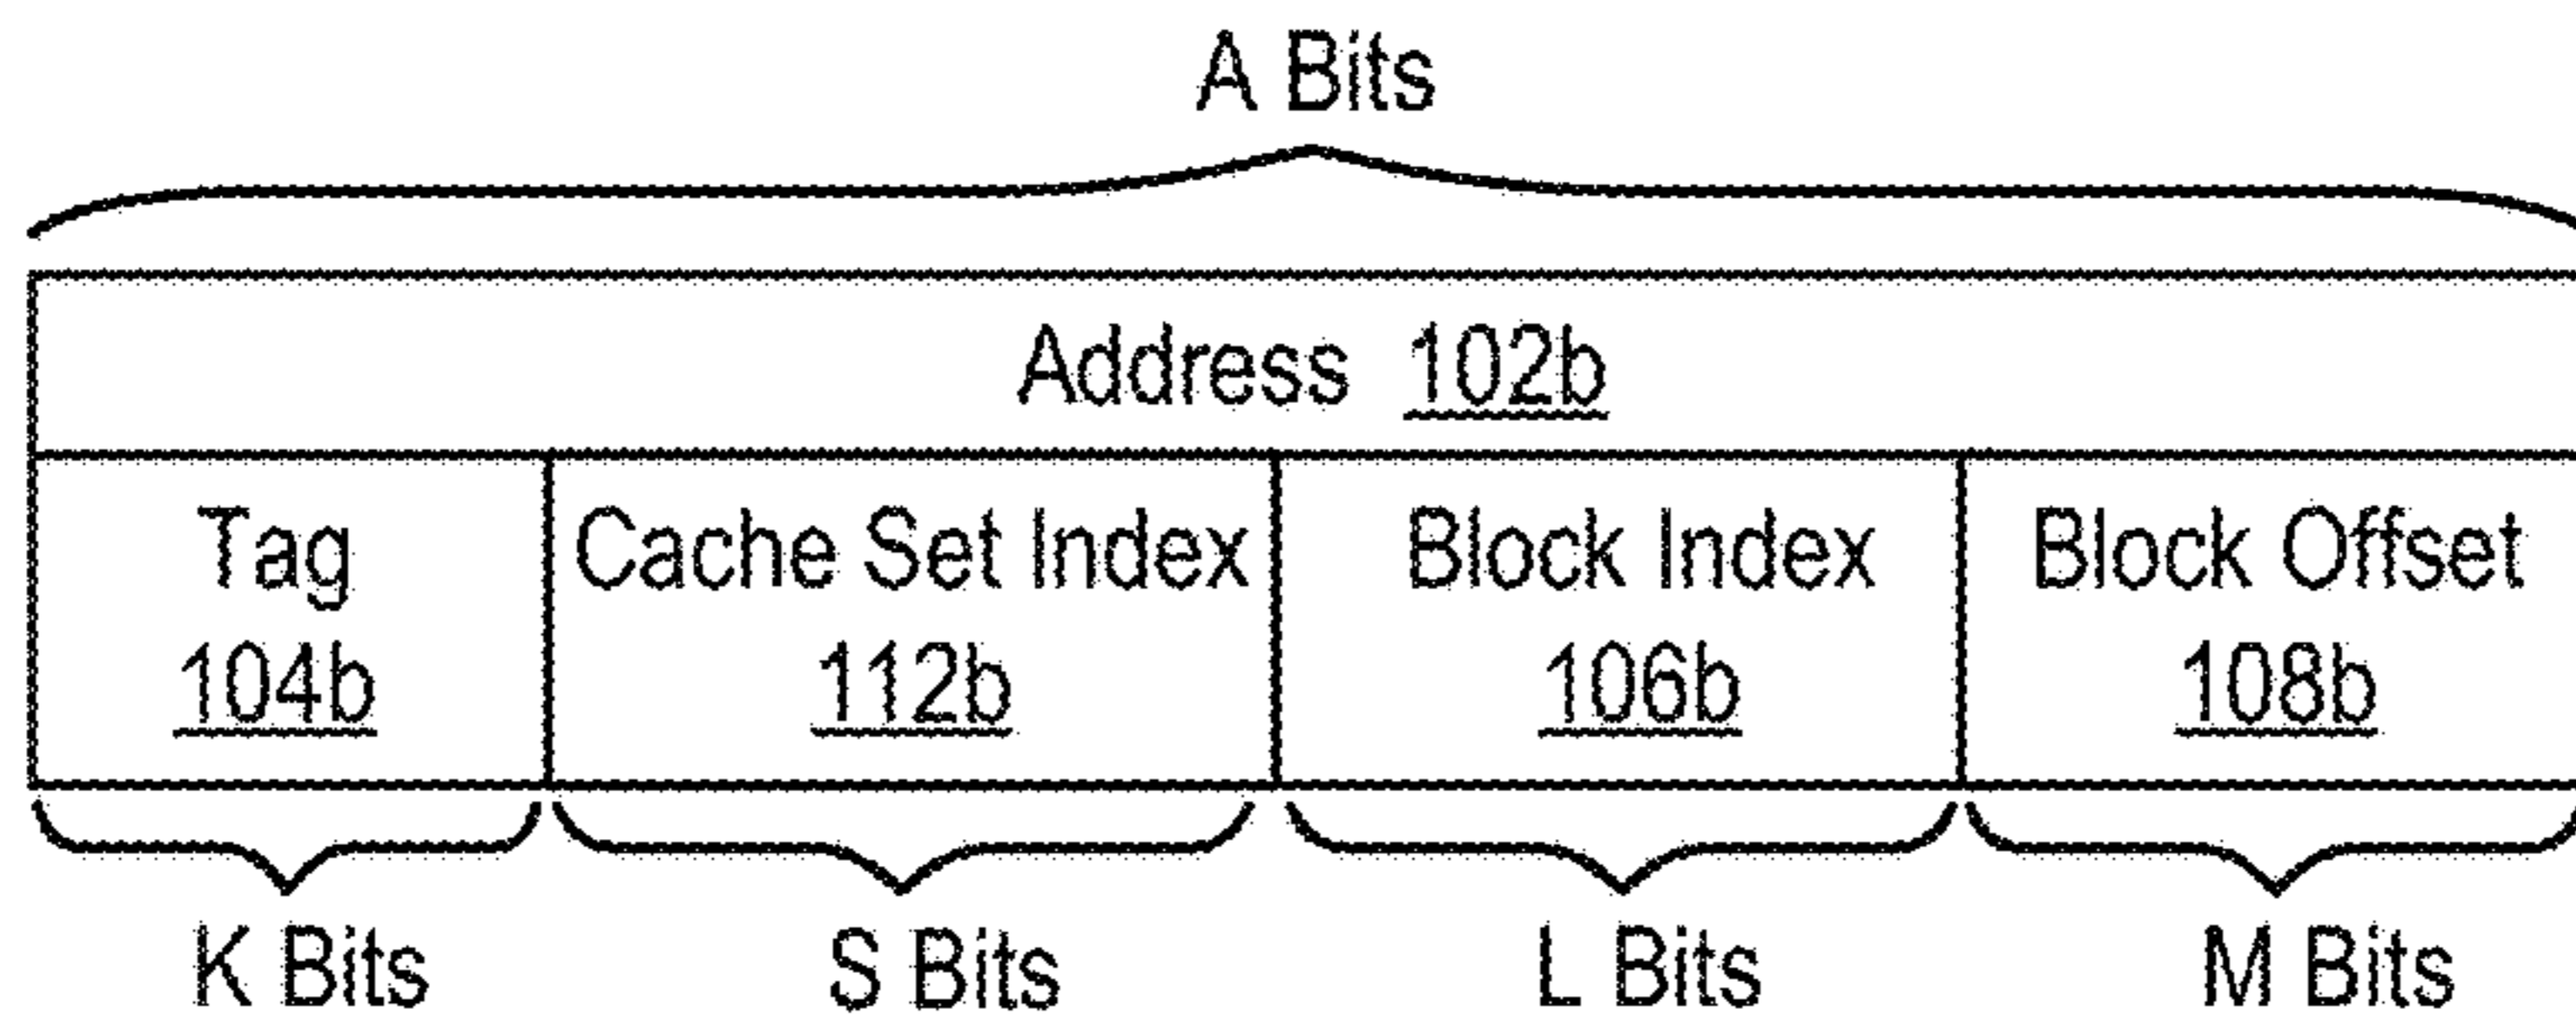 A Bits
Address 102b
Tag Cache Set Index Block Index Block Offset
104b 112b 106b 108b
K Bits S Bits L Bits M Bits